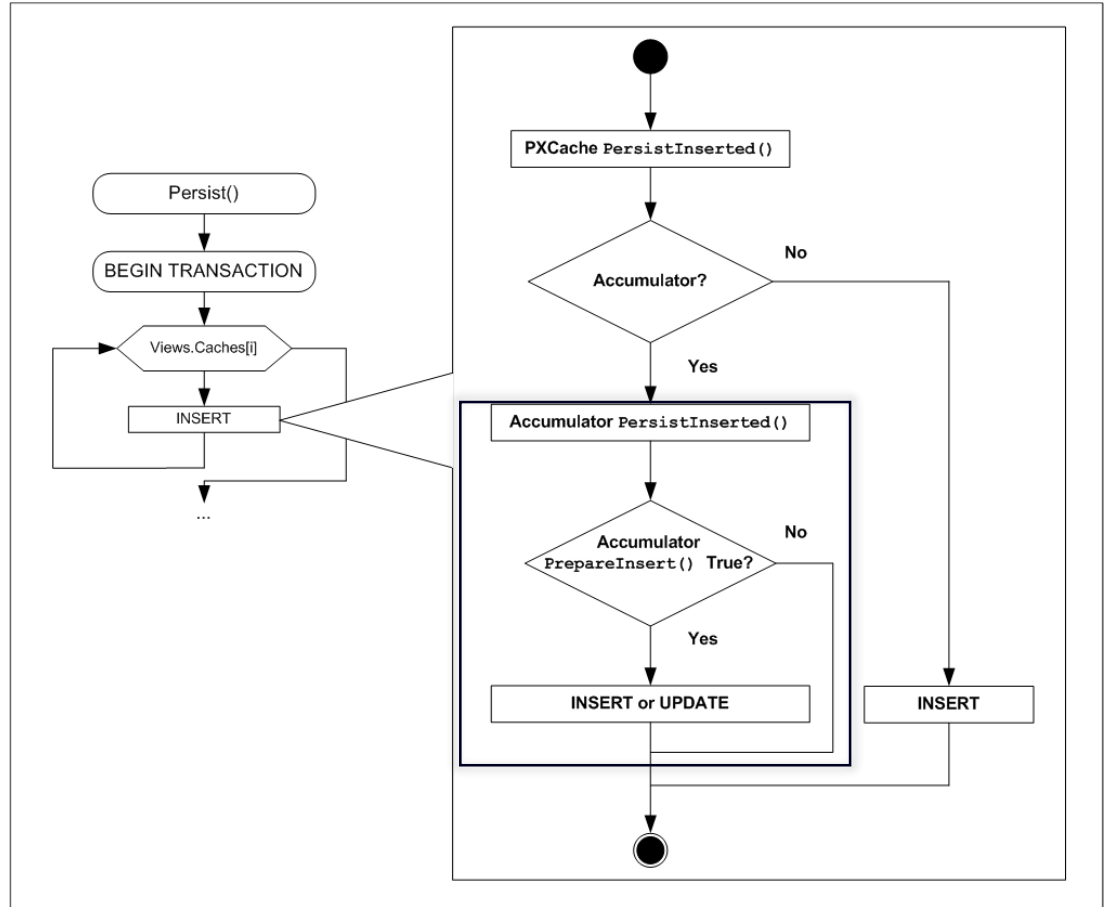 Persist()
BEGIN TRANSACTION
Views.Caches[i]
INSERT
...
PXCache PersistInserted()
Accumulator?
No
Yes
Accumulator PersistInserted()
Accumulator
PrepareInsert() True?
No
Yes
INSERT or UPDATE
INSERT